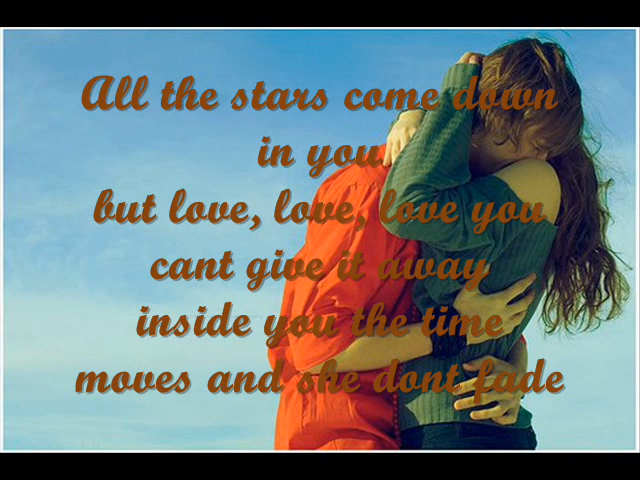 All the stars come down
in you
but love, love, love you
cant give it away
inside you the time
moves and she dont fade